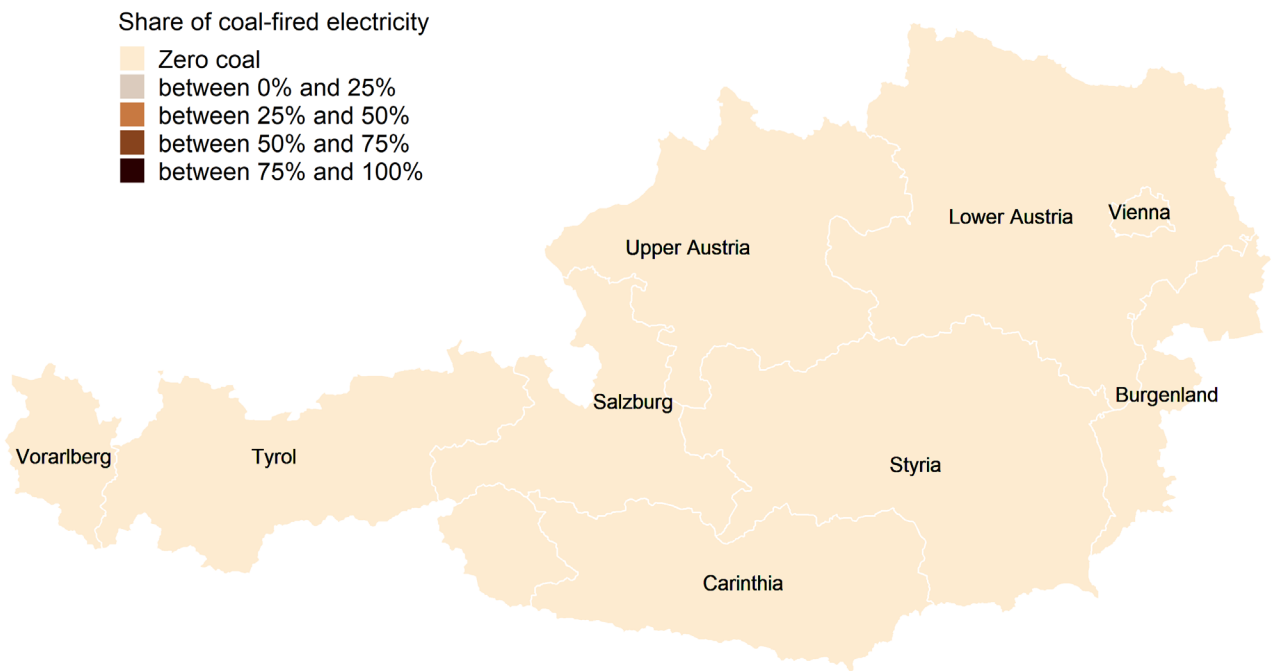 Share of coal-fired electricity
Zero coal
between 0% and 25%
between 25% and 50%
between 50% and 75%
between 75% and 100%
Lower Austria
Vienna
Upper Austria
Burgenland
Salzburg
Vorarlberg
Tyrol
Styria
Carinthia